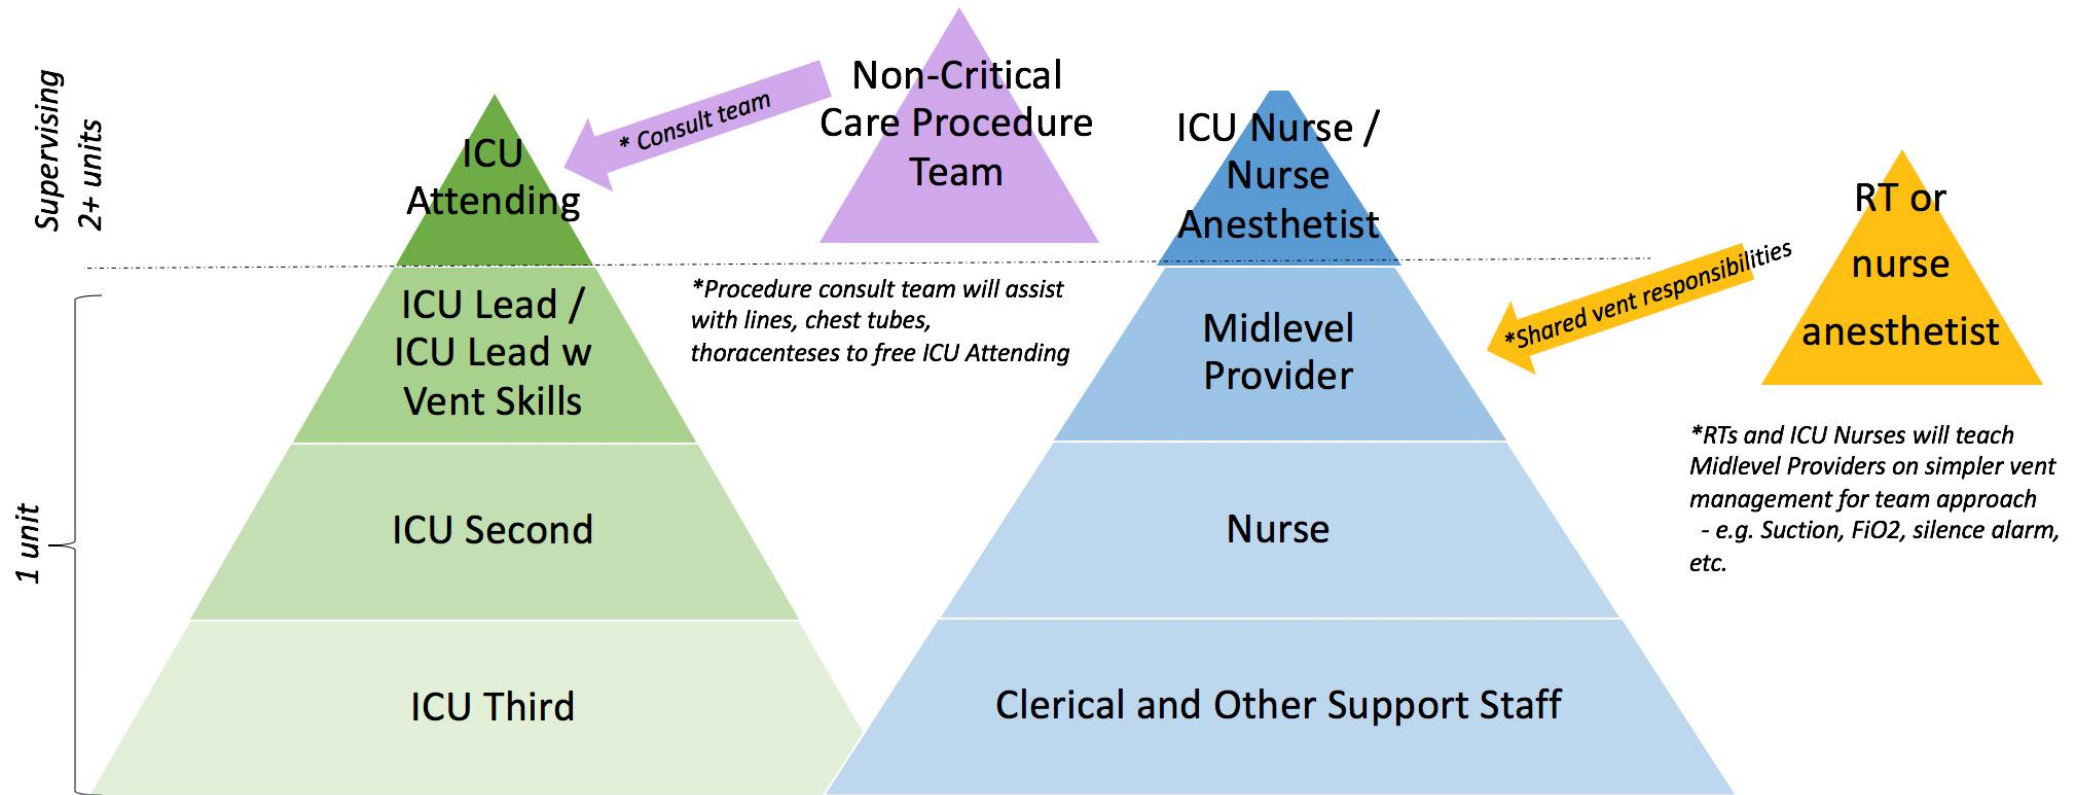 Supervising
2+ units
1 unit
ICU
Attending
ICU Lead /
ICU Lead w
Vent Skills
ICU Second
ICU Third
* Consult team
Non-Critical
Care Procedure
Team
*Procedure consult team will assist
with lines, chest tubes,
thoracenteses to free ICU Attending
ICU Nurse /
Nurse
Anesthetist
Midlevel
Provider
Nurse
Clerical and Other Support Staff
*Shared vent responsibilities
RT or
nurse
anesthetist
*RTs and ICU Nurses will teach
Midlevel Providers on simpler vent
management for team approach
- e.g. Suction, FiO2, silence alarm,
etc.